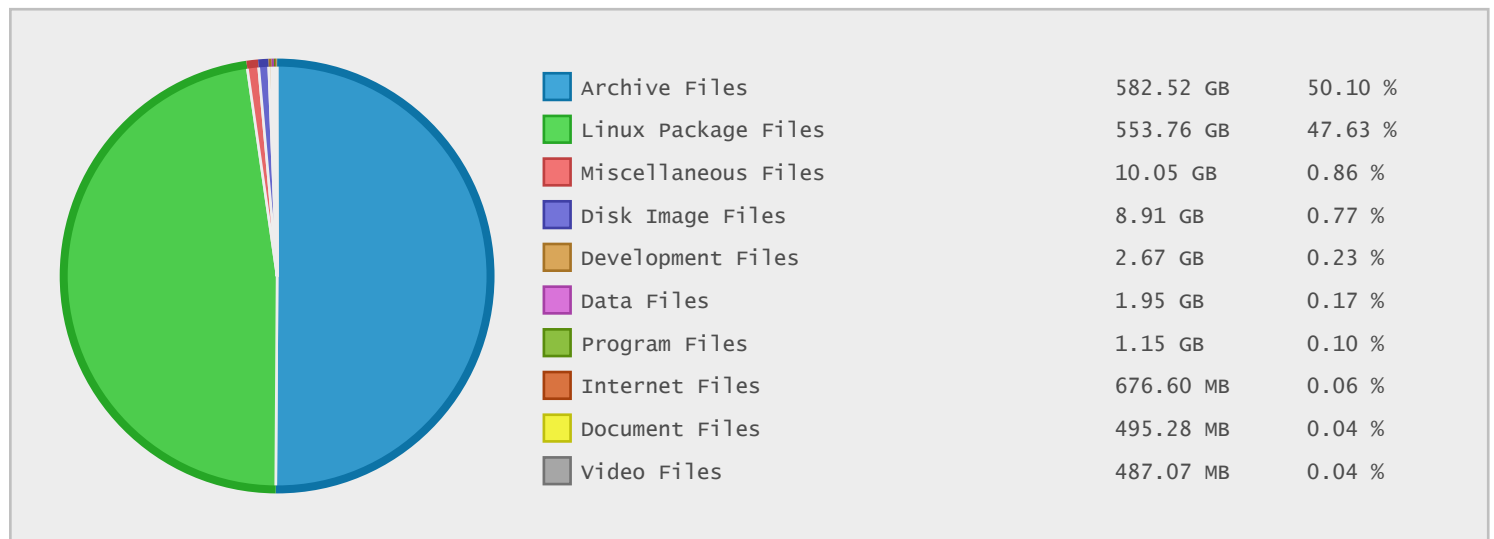 Archive Files 582.52 GB 50.10 %
Linux Package Files 553.76 GB 47.63 %
Miscellaneous Files 10.05 GB 0.86 %
Disk Image Files 8.91 GB 0.77 %
Development Files 2.67 GB 0.23 %
Data Files 1.95 GB 0.17 %
Program Files 1.15 GB 0.10 %
Internet Files 676.60 MB 0.06 %
Document Files 495.28 MB 0.04 %
Video Files 487.07 MB 0.04 %